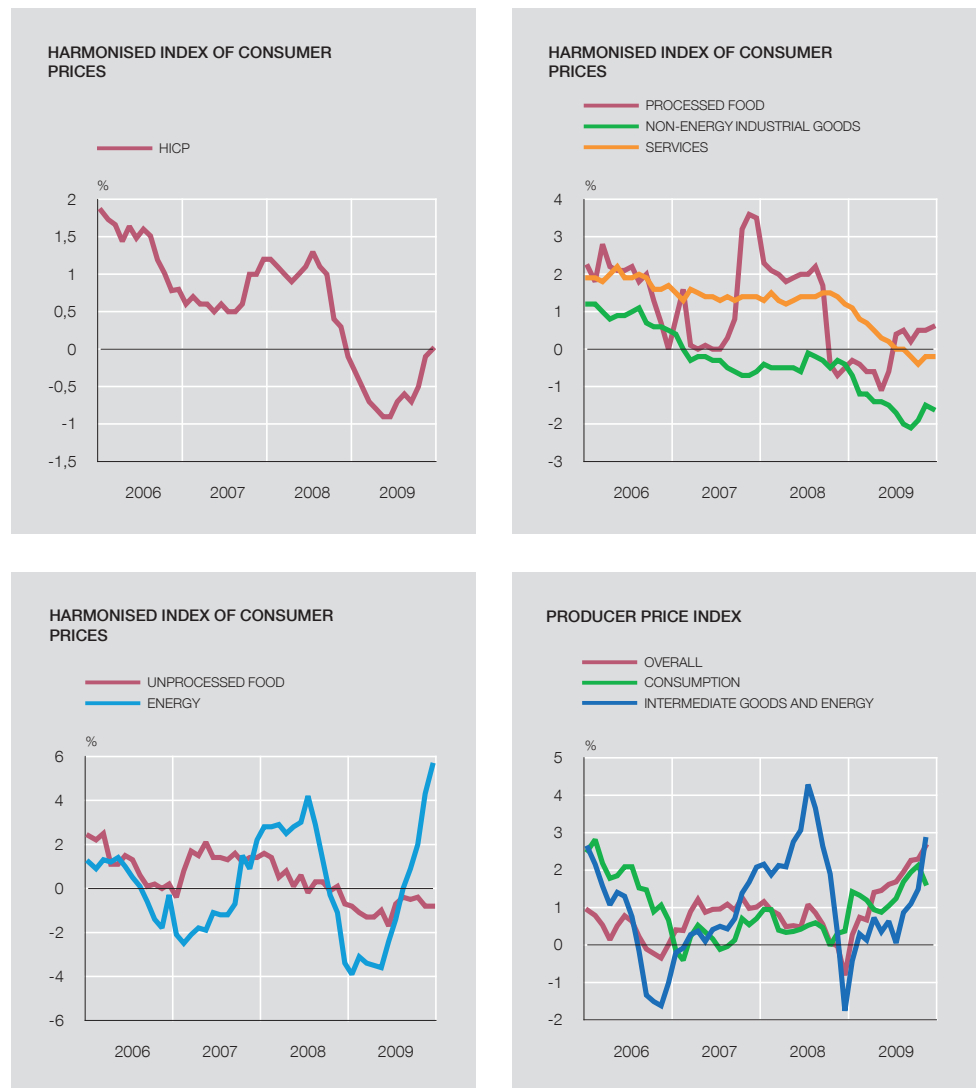 HARMONISED INDEX OF CONSUMER
PRICES
HICP
%
2
1,5
1
0,5
0
-0,5
-1
-1,5
2006 2007 2008 2009
HARMONISED INDEX OF CONSUMER
PRICES
PROCESSED FOOD
NON-ENERGY INDUSTRIAL GOODS
SERVICES
%
4
3
2
1
0
-1
-2
-3
2006 2007 2008 2009
HARMONISED INDEX OF CONSUMER
PRICES
UNPROCESSED FOOD
ENERGY
%
6
4
2
0
-2
-4
-6
2006 2007 2008 2009
PRODUCER PRICE INDEX
OVERALL
CONSUMPTION
INTERMEDIATE GOODS AND ENERGY
%
5
4
3
2
1
0
-1
-2
2006 2007 2008 2009